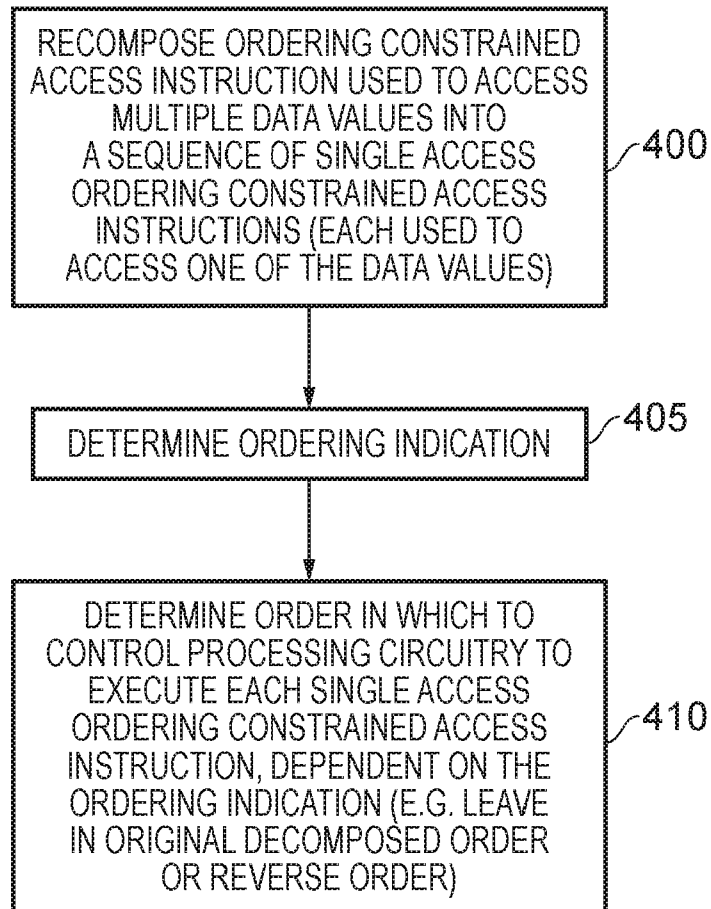 RECOMPOSE ORDERING CONSTRAINED
ACCESS INSTRUCTION USED TO ACCESS
MULTIPLE DATA VALUES INTO
A SEQUENCE OF SINGLE ACCESS
ORDERING CONSTRAINED ACCESS
INSTRUCTIONS (EACH USED TO
ACCESS ONE OF THE DATA VALUES)
400
DETERMINE ORDERING INDICATION
405
DETERMINE ORDER IN WHICH TO
CONTROL PROCESSING CIRCUITRY TO
EXECUTE EACH SINGLE ACCESS
ORDERING CONSTRAINED ACCESS
INSTRUCTION, DEPENDENT ON THE
ORDERING INDICATION (E.G. LEAVE
IN ORIGINAL DECOMPOSED ORDER
OR REVERSE ORDER)
410